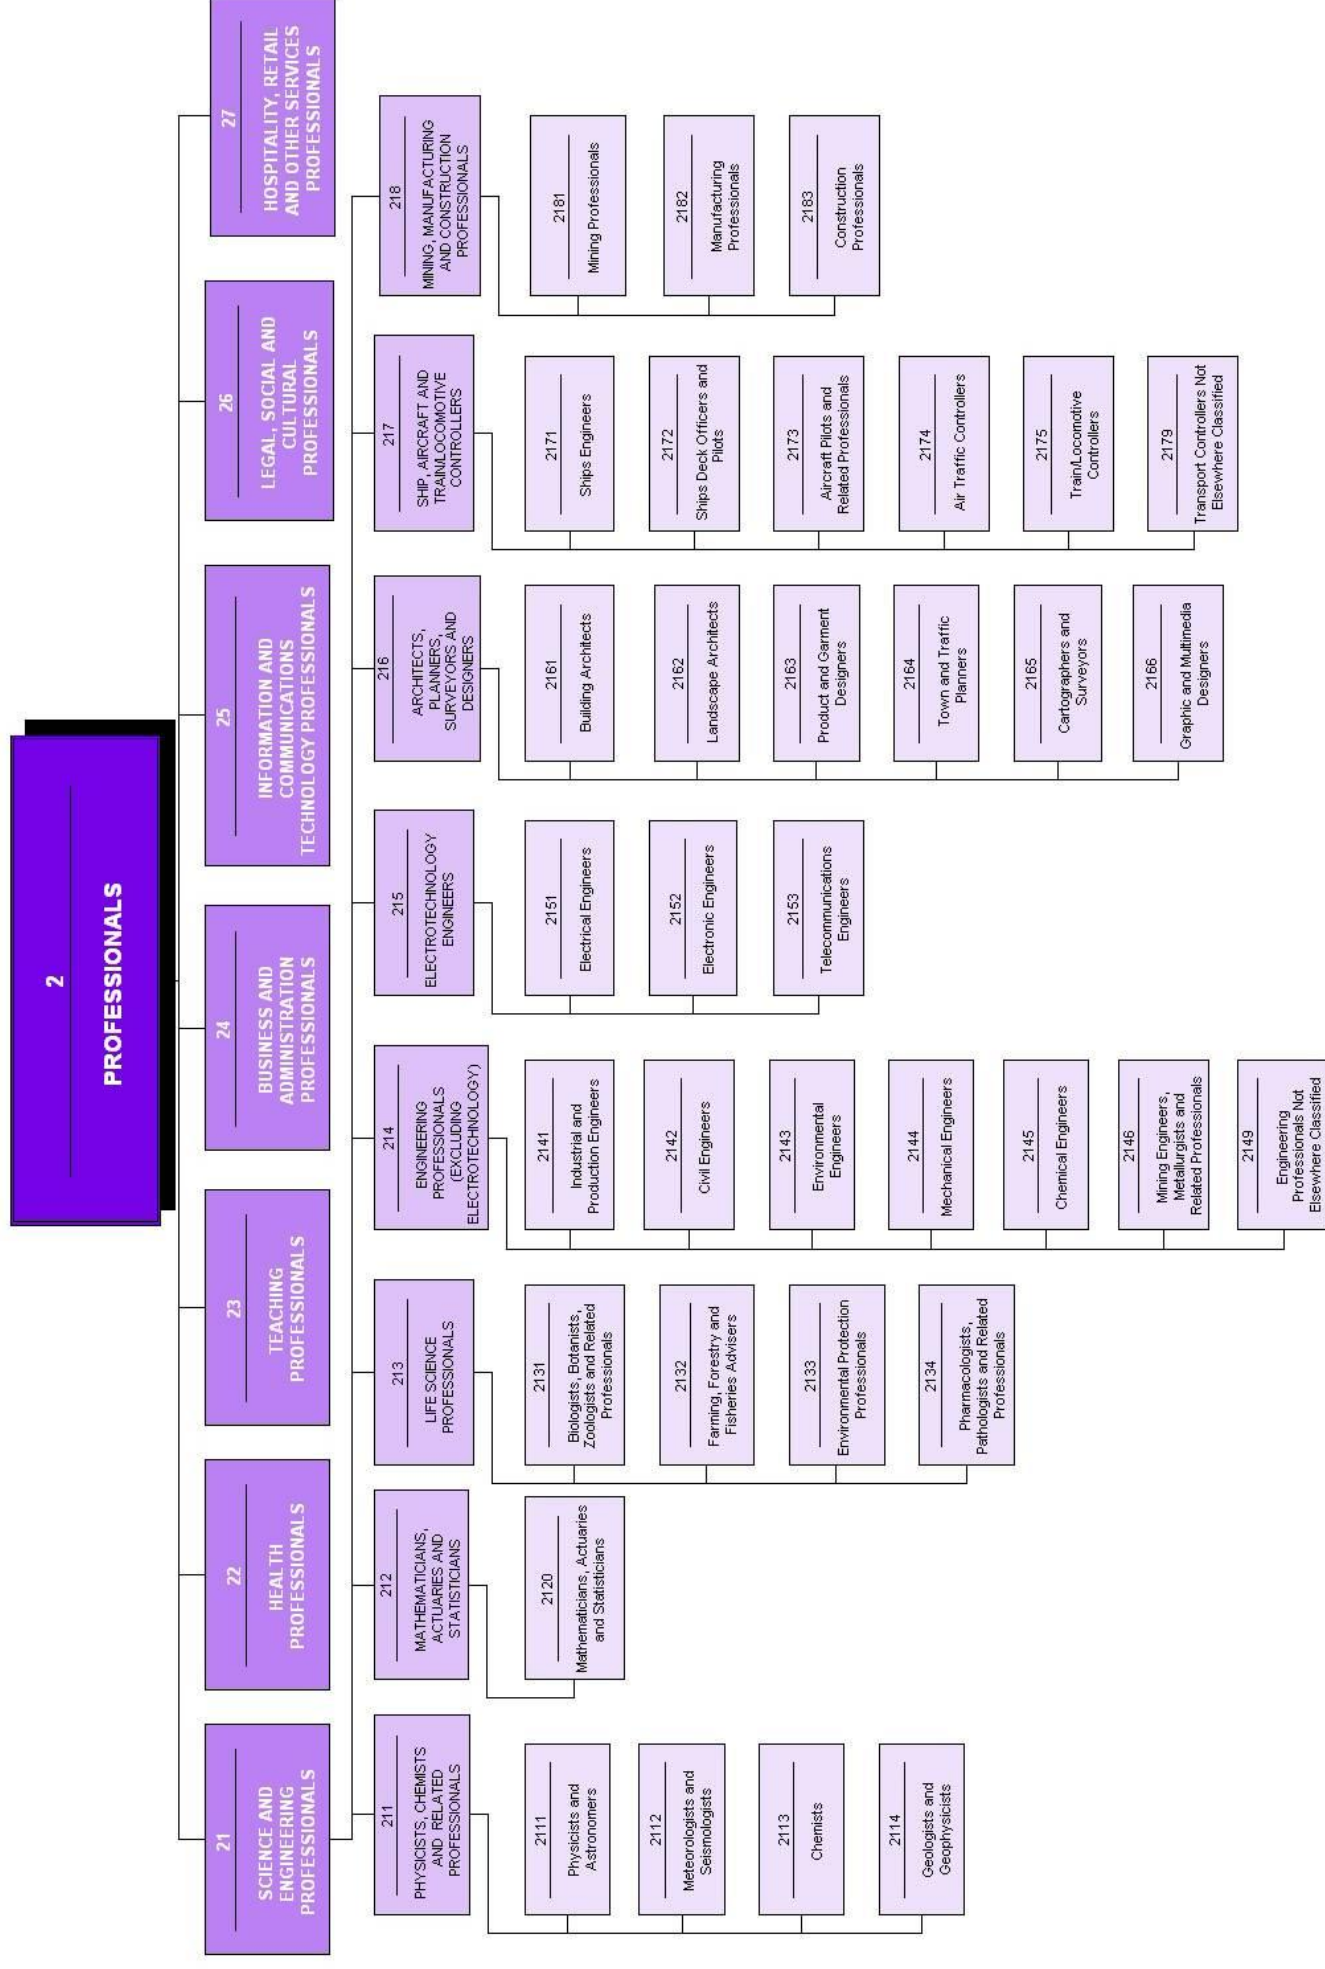 2
PROFESSIONALS
21
SCIENCE AND
ENGINEERING
PROFESSIONALS
22
HEALTH
PROFESSIONALS
23
TEACHING
PROFESSIONALS
24
BUSINESS AND
ADMINISTRATION
PROFESSIONALS
25
INFORMATION AND
COMMUNICATIONS
TECHNOLOGY PROFESSIONALS
26
LEGAL, SOCIAL AND
CULTURAL
PROFESSIONALS
27
HOSPITALITY, RETAIL
AND OTHER SERVICES
PROFESSIONALS
211
PHYSICISTS, CHEMISTS
AND RELATED
PROFESSIONALS
2111
Physicists and
Astronomers
2112
Meteorologists and
Seismologists
2113
Chemists
2114
Geologists and
Geophysicists
212
MATHEMATICIANS,
ACTUARIES AND
STATISTICIANS
2120
Mathematicians, Actuaries
and Statisticians
213
LIFE SCIENCE
PROFESSIONALS
2131
Biologists, Botanists,
Zoologists and Related
Professionals
2132
Farming, Forestry and
Fisheries Advisers
2133
Environmental Protection
Professionals
2134
Pharmacologists,
Pathologists and Related
Professionals
214
ENGINEERING
PROFESSIONALS
(EXCLUDING
ELECTROTECHNOLOGY)
2141
Industrial and
Production Engineers
2142
Civil Engineers
2143
Environmental
Engineers
2144
Mechanical Engineers
2145
Chemical Engineers
2146
Mining Engineers,
Metallurgists and
Related Professionals
2149
Engineering
Professionals Not
Elsewhere Classified
215
ELECTROTECHNOLOGY
ENGINEERS
2151
Electrical Engineers
2152
Electronic Engineers
2153
Telecommunications
Engineers
216
ARCHITECTS,
PLANNERS,
SURVEYORS AND
DESIGNERS
2161
Building Architects
2162
Landscape Architects
2163
Product and Garment
Designers
2164
Town and Traffic
Planners
2165
Cartographers and
Surveyors
2166
Graphic and Multimedia
Designers
217
SHIP, AIRCRAFT AND
TRAIN/LOCOMOTIVE
CONTROLLERS
2171
Ships Engineers
2172
Ships Deck Officers and
Pilots
2173
Aircraft Pilots and
Related Professionals
2174
Air Traffic Controllers
2175
Train/Locomotive
Controllers
2179
Transport Controllers Not
Elsewhere Classified
218
MINING, MANUFACTURING
AND CONSTRUCTION
PROFESSIONALS
2181
Mining Professionals
2182
Manufacturing
Professionals
2183
Construction
Professionals